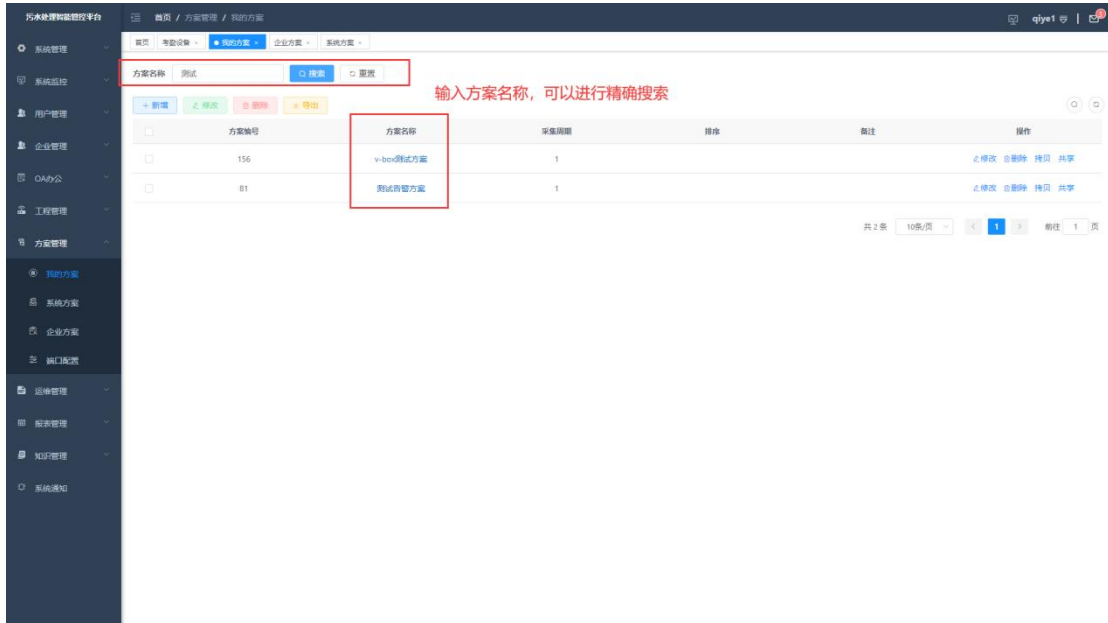 污水处理智能管控平台
首页 / 方案管理 / 我的方案
qiye1
3
首页 考勤设备 × 我的方案 × 企业方案 × 系统方案 ×
方案名称 测试 搜索 重置
输入方案名称，可以进行精确搜索
+ 新增 修改 删除 导出
方案编号 方案名称 采集周期 排序 备注 操作
156 v-box测试方案 1 修改 删除 拷贝 共享
81 测试告警方案 1 修改 删除 拷贝 共享
共 2 条 10条/页 < 1 > 前往 1 页
系统管理
系统监控
用户管理
企业管理
OA办公
工程管理
方案管理
我的方案
系统方案
企业方案
端口配置
运维管理
报表管理
知识管理
系统通知